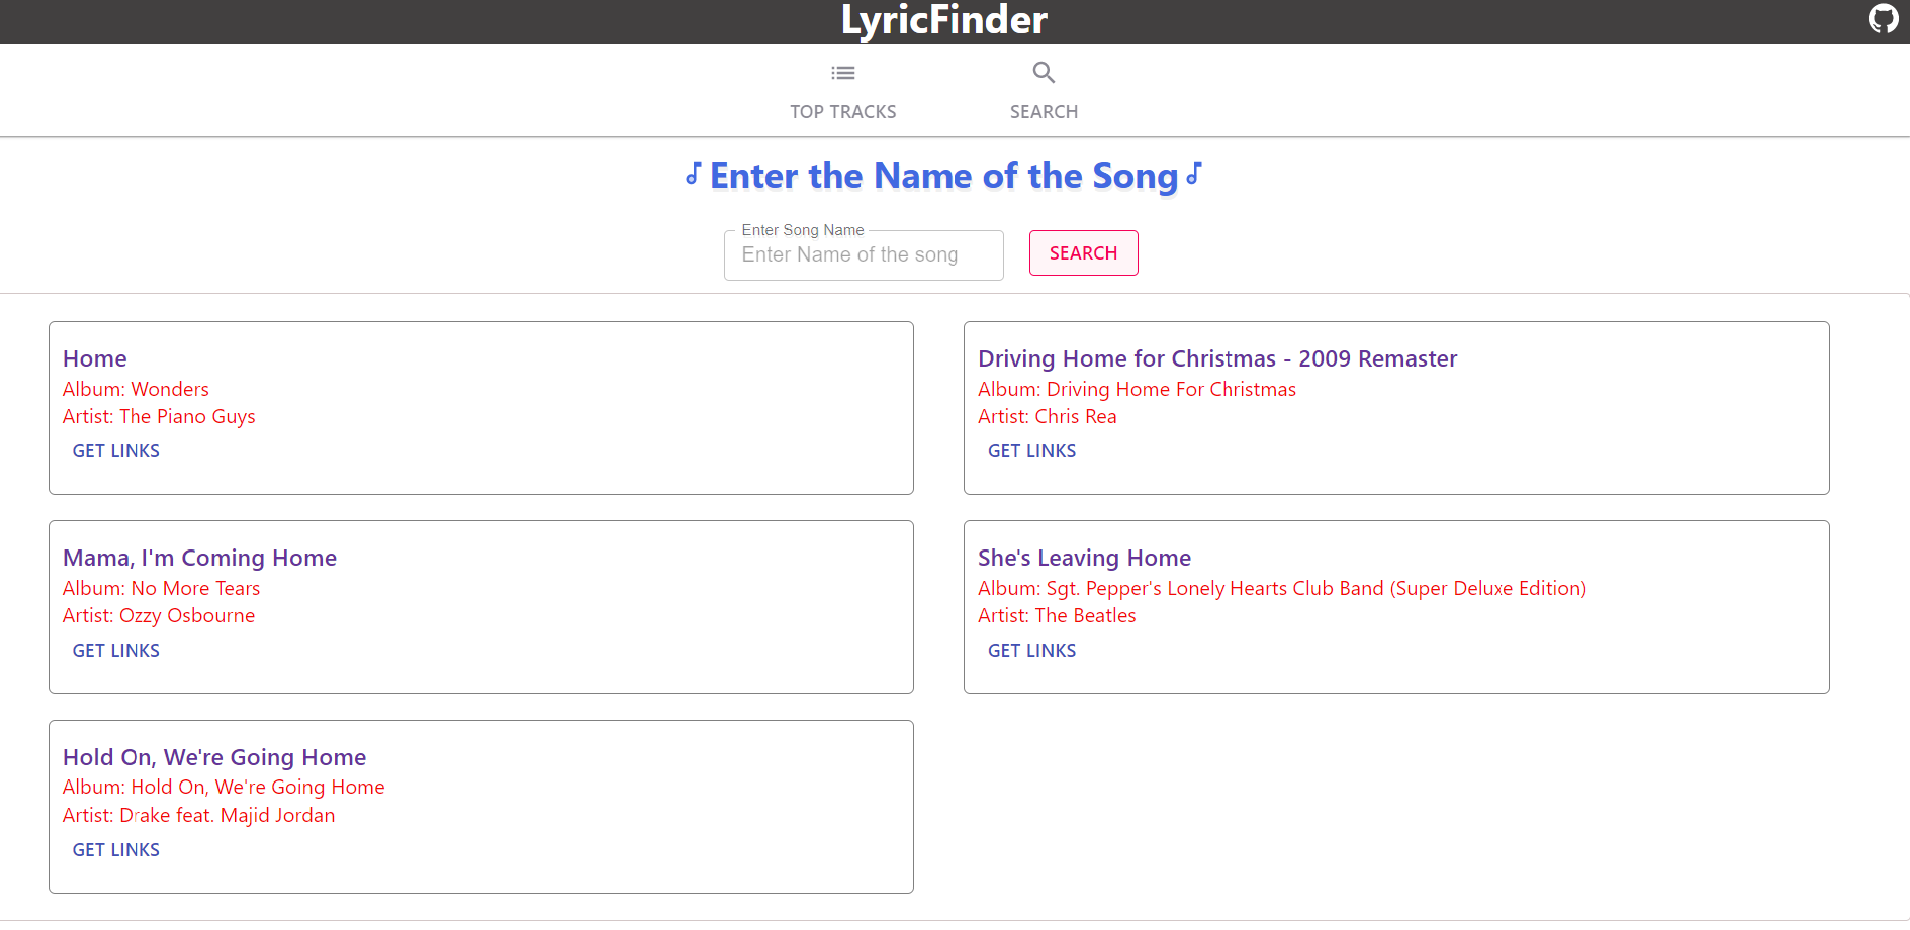 LyricFinder
TOP TRACKS
SEARCH
Enter the Name of the Song
Enter Song Name
Enter Name of the song
SEARCH
Home
Album: Wonders
Artist: The Piano Guys
GET LINKS
Driving Home for Christmas - 2009 Remaster
Album: Driving Home For Christmas
Artist: Chris Rea
GET LINKS
Mama, I'm Coming Home
Album: No More Tears
Artist: Ozzy Osbourne
GET LINKS
She's Leaving Home
Album: Sgt. Pepper's Lonely Hearts Club Band (Super Deluxe Edition)
Artist: The Beatles
GET LINKS
Hold On, We're Going Home
Album: Hold On, We're Going Home
Artist: Drake feat. Majid Jordan
GET LINKS